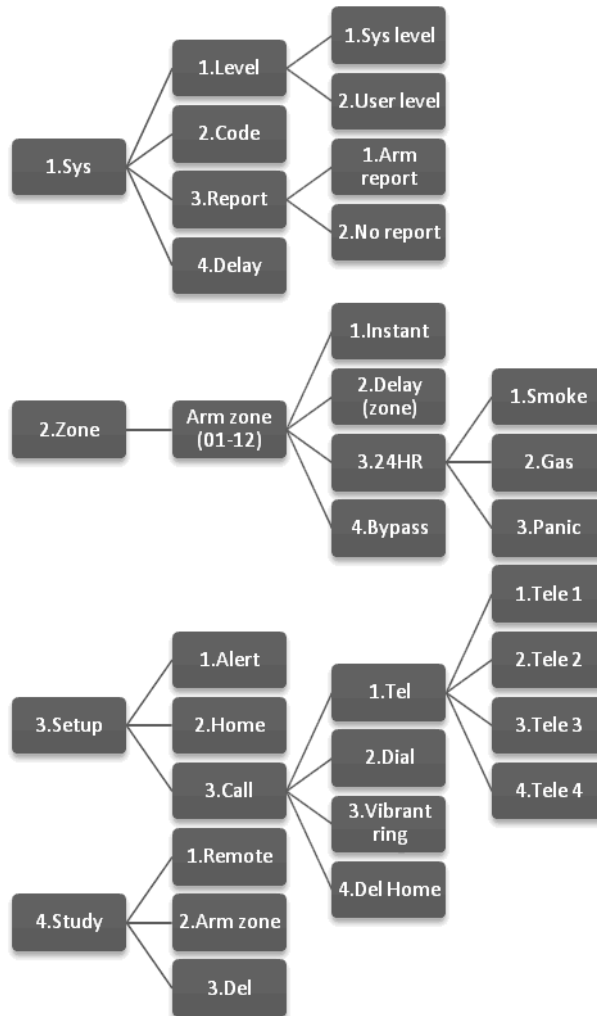 1.Sys
1.Level
1.Sys level
2.User level
2.Code
3.Report
1.Arm
report
2.No report
4.Delay
2.Zone
Arm zone
(01-12)
1.Instant
2.Delay
(zone)
3.24HR
1.Smoke
2.Gas
3.Panic
4.Bypass
3.Setup
1.Alert
2.Home
3.Call
1.Tel
1.Tele 1
2.Tele 2
3.Tele 3
4.Tele 4
2.Dial
3.Vibrant
ring
4.Del Home
4.Study
1.Remote
2.Arm zone
3.Del